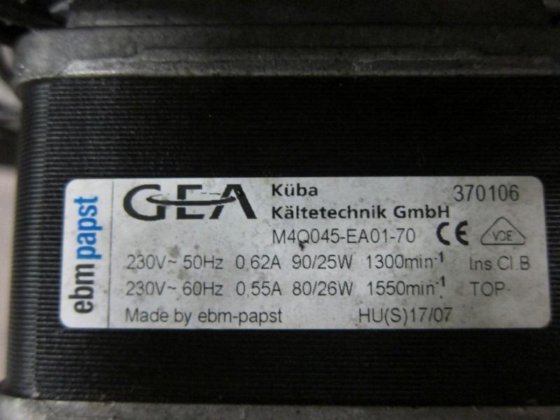 ebmpapst
GEA Küba 370106
Kältetechnik GmbH
M4Q045-EA01-70 CE VDE
230V~ 50Hz 0.62A 90/25W 1300min-1 Ins Cl B
230V~ 60Hz 0.55A 80/26W 1550min-1 TOP-
Made by ebm-papst HU(S)17/07